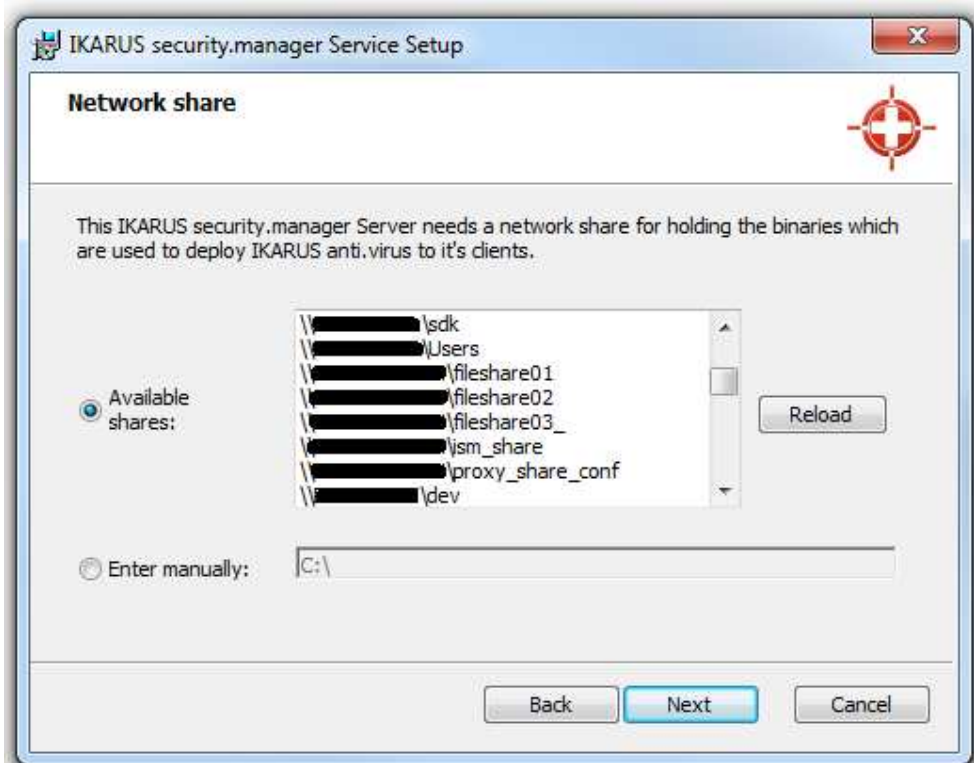 IKARUS security.manager Service Setup
Network share
This IKARUS security.manager Server needs a network share for holding the binaries which
are used to deploy IKARUS anti.virus to it's clients.
Available
shares:
\\ \sdk
\\ \Users
\\ \fileshare01
\\ \fileshare02
\\ \fileshare03_
\\ \ism_share
\\ \proxy_share_conf
\\ \dev
Reload
Enter manually:
C:\
Back
Next
Cancel